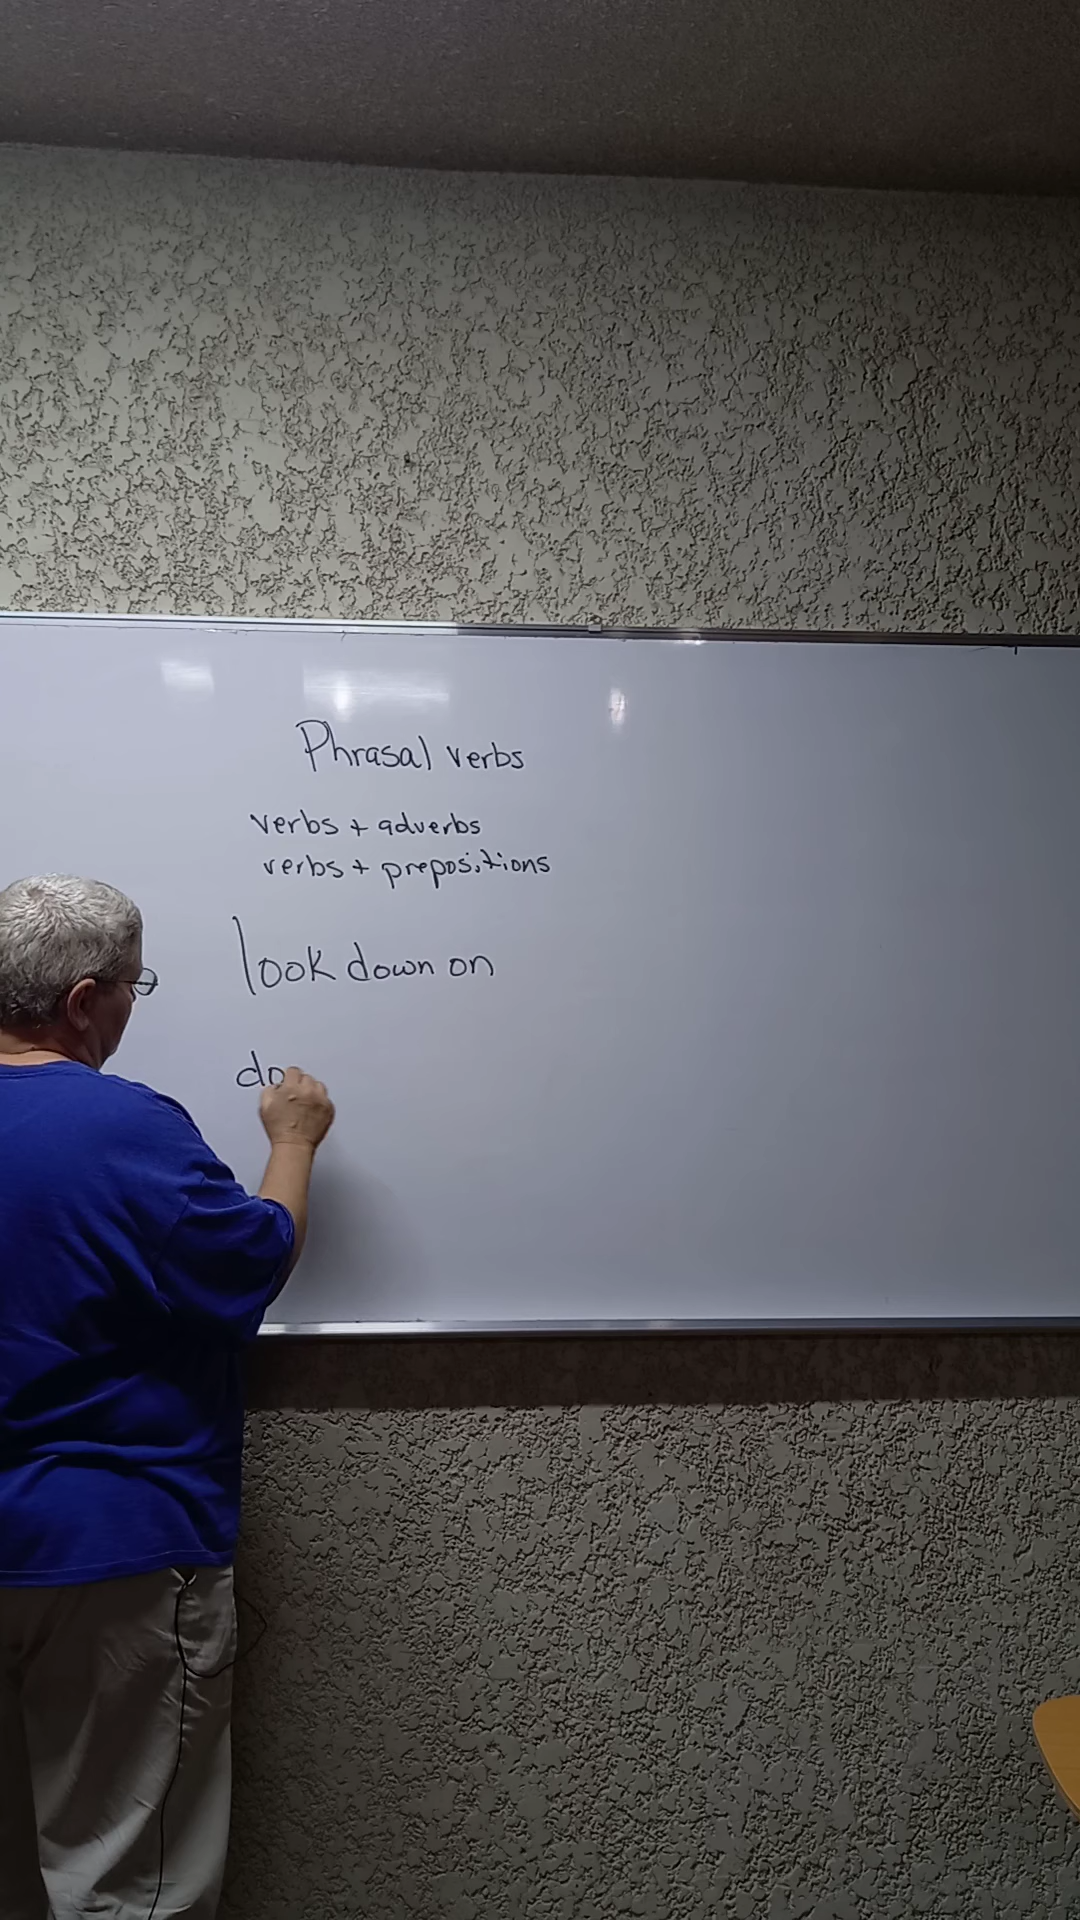 Phrasal verbs
verbs + adverbs
verbs + prepositions
look down on
do